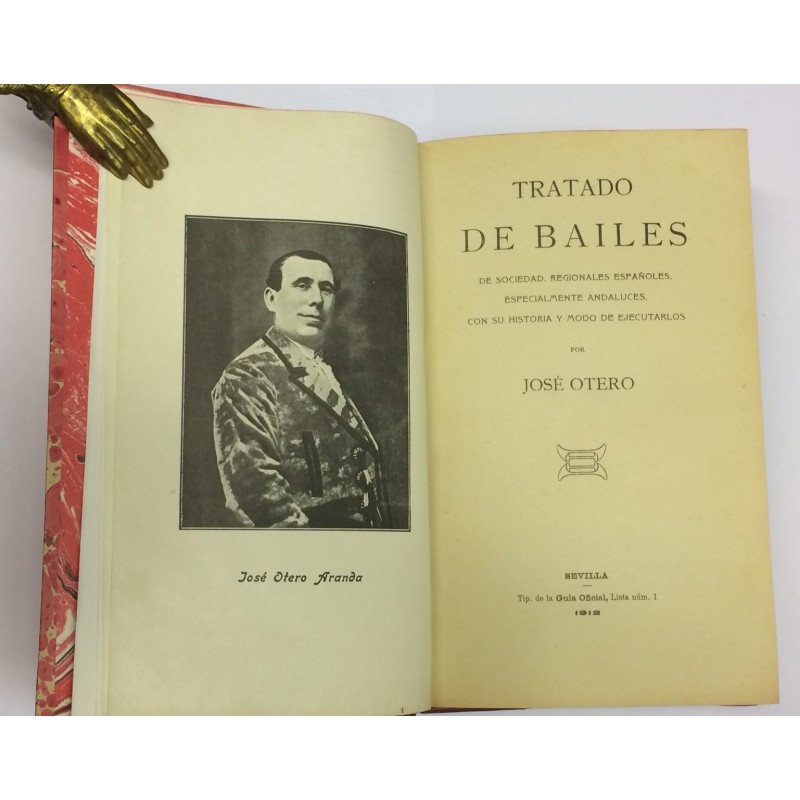 José Otero Aranda
TRATADO
DE BAILES
DE SOCIEDAD, REGIONALES ESPAÑOLES,
ESPECIALMENTE ANDALUCES,
CON SU HISTORIA Y MODO DE EJECUTARLOS
POR
JOSÉ OTERO
SEVILLA
Tip. de la Guía Oficial, Lista núm. 1
1912